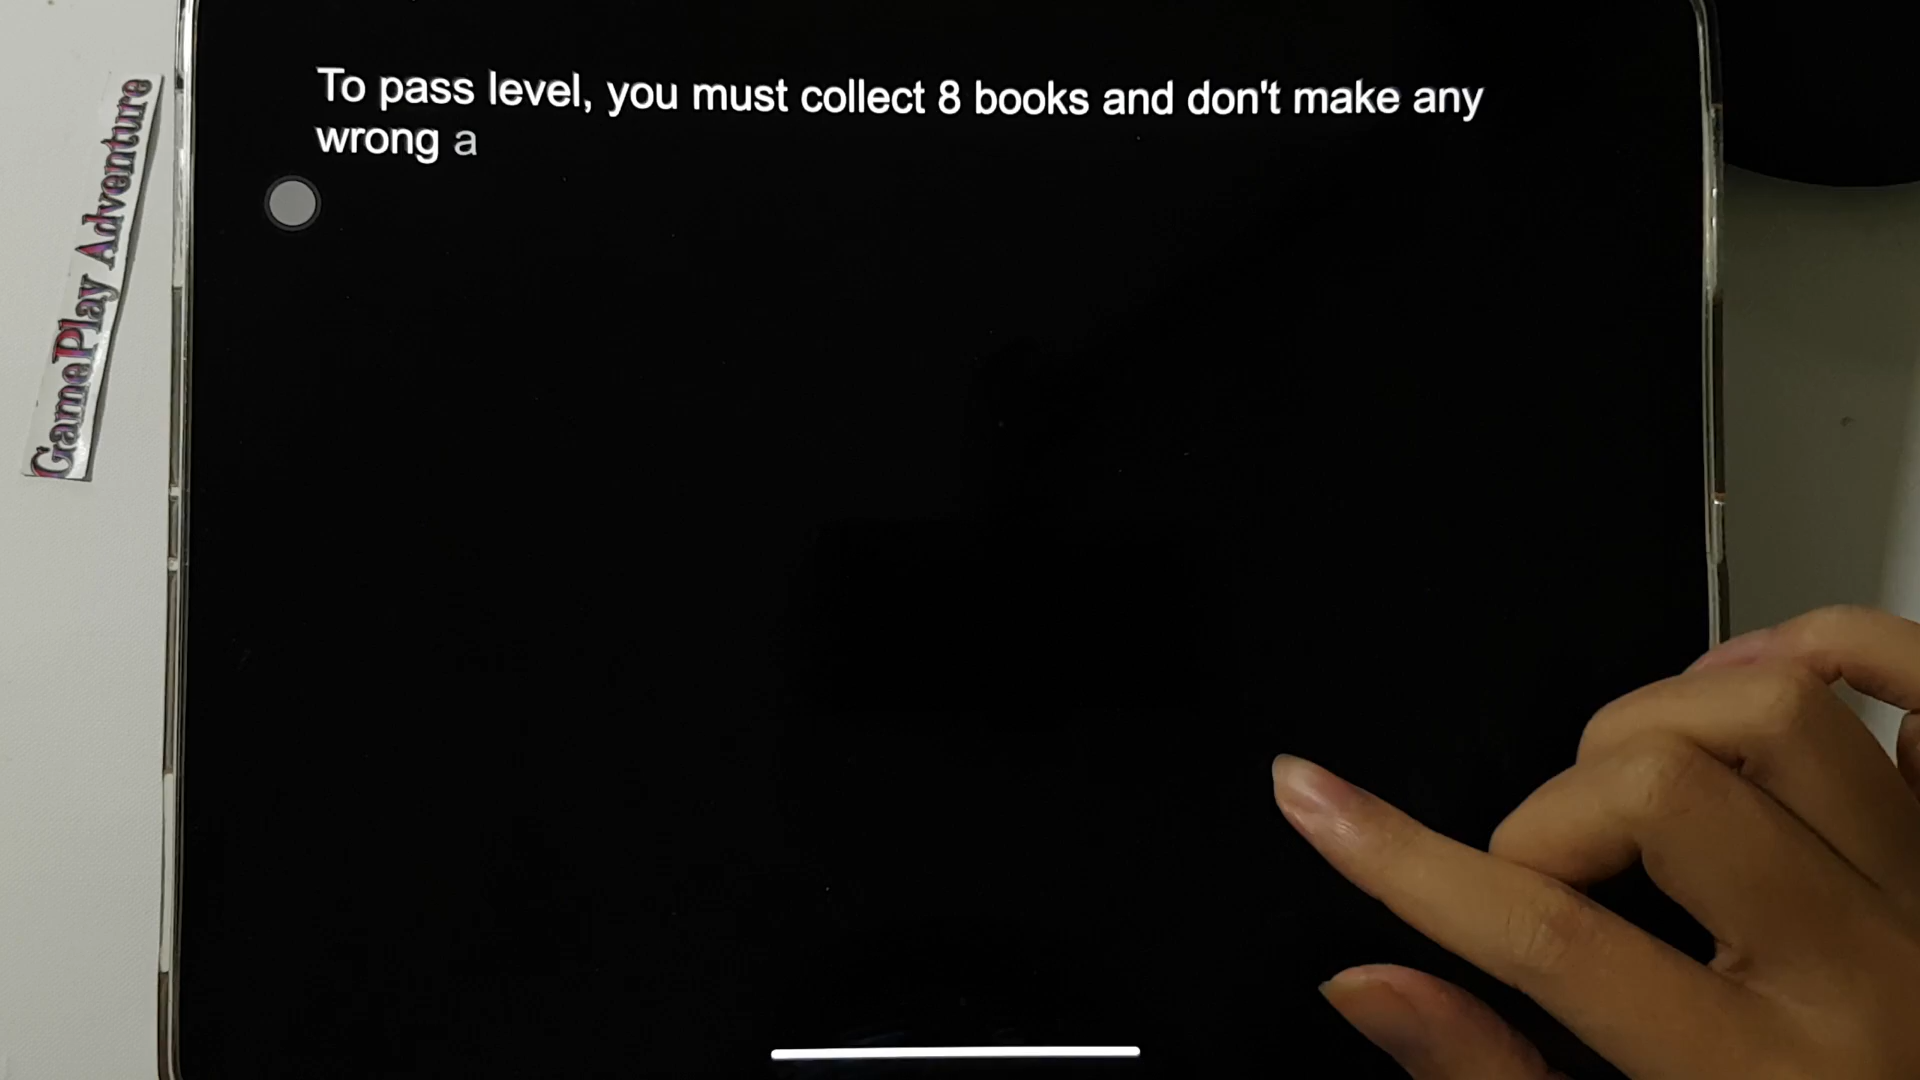 To pass level, you must collect 8 books and don't make any
wrong a
GamePlay Adventure